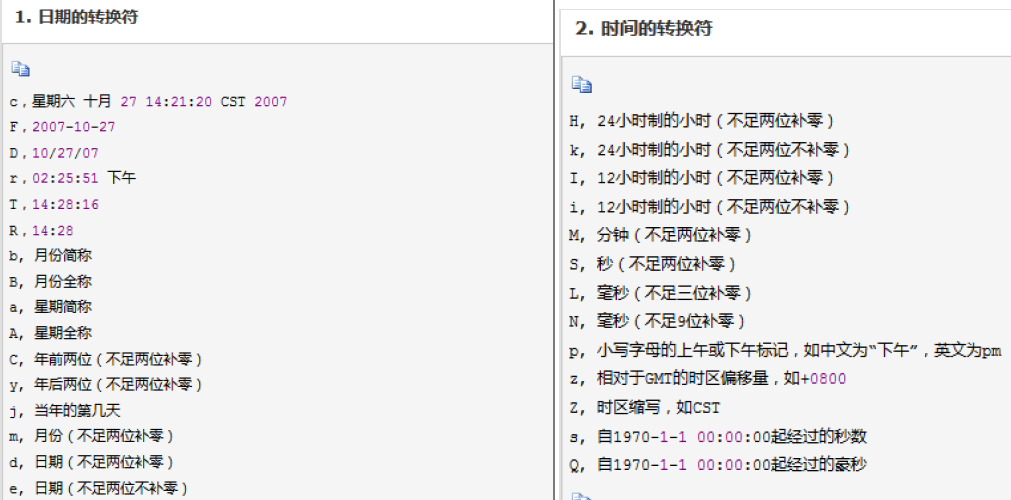 1. 日期的转换符
c，星期六 十月 27 14:21:20 CST 2007
F，2007-10-27
D，10/27/07
r，02:25:51 下午
T，14:28:16
R，14:28
b, 月份简称
B, 月份全称
a, 星期简称
A, 星期全称
C, 年前两位（不足两位补零）
y, 年后两位（不足两位补零）
j, 当年的第几天
m, 月份（不足两位补零）
d, 日期（不足两位补零）
e, 日期（不足两位不补零）
2. 时间的转换符
H, 24小时制的小时（不足两位补零）
k, 24小时制的小时（不足两位不补零）
I, 12小时制的小时（不足两位补零）
i, 12小时制的小时（不足两位不补零）
M, 分钟（不足两位补零）
S, 秒（不足两位补零）
L, 毫秒（不足三位补零）
N, 毫秒（不足9位补零）
p, 小写字母的上午或下午标记，如中文为“下午”，英文为pm
z, 相对于GMT的时区偏移量，如+0800
Z, 时区缩写，如CST
s, 自1970-1-1 00:00:00起经过的秒数
Q, 自1970-1-1 00:00:00起经过的豪秒